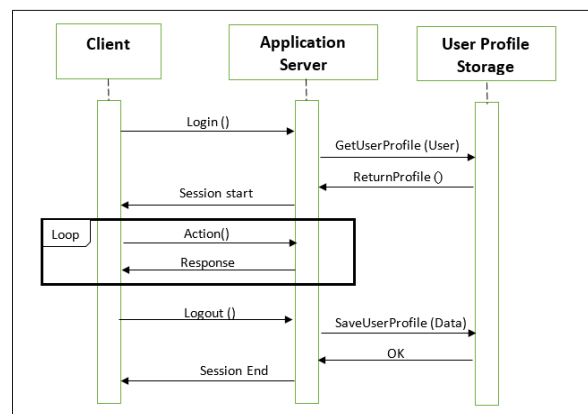 Client
Application
Server
User Profile
Storage
Login ()
GetUserProfile (User)
ReturnProfile ()
Session start
Loop
Action()
Response
Logout ()
SaveUserProfile (Data)
OK
Session End